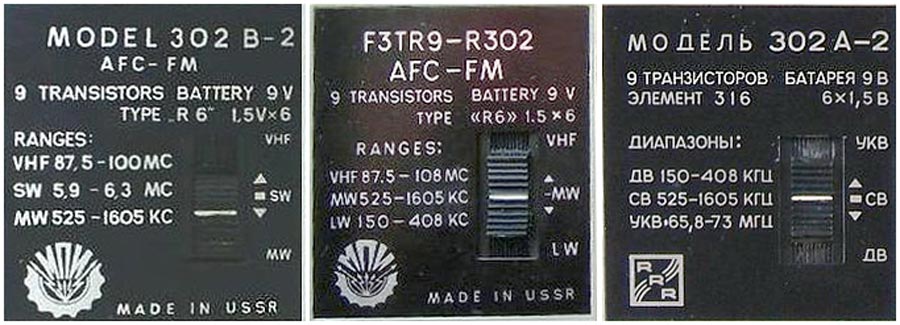 MODEL 302 B-2
AFC-FM
9 TRANSISTORS BATTERY 9 V
TYPE „R 6" 1.5V×6
RANGES:
VHF
VHF 87,5-100 MC
SW 5,9 - 6,3 MC
SW
MW 525-1605 KC
MW
MADE IN USSR
F3TR9-R302
AFC-FM
9 TRANSISTORS BATTERY 9 V
TYPE «R6» 1.5×6
RANGES:
VHF
VHF 87.5-108 MC
MW 525-1605 KC
-MW
LW 150-408 KC
LW
MADE IN USSR
МОДЕЛЬ 302 А-2
9 ТРАНЗИСТОРОВ БАТАРЕЯ 9 В
ЭЛЕМЕНТ 316 6×1,5 В
ДИАПАЗОНЫ:
УКВ
ДВ 150-408 КГЦ
СВ 525-1605 КГЦ
СВ
УКВ•65,8-73 МГЦ
ДВ
RRR